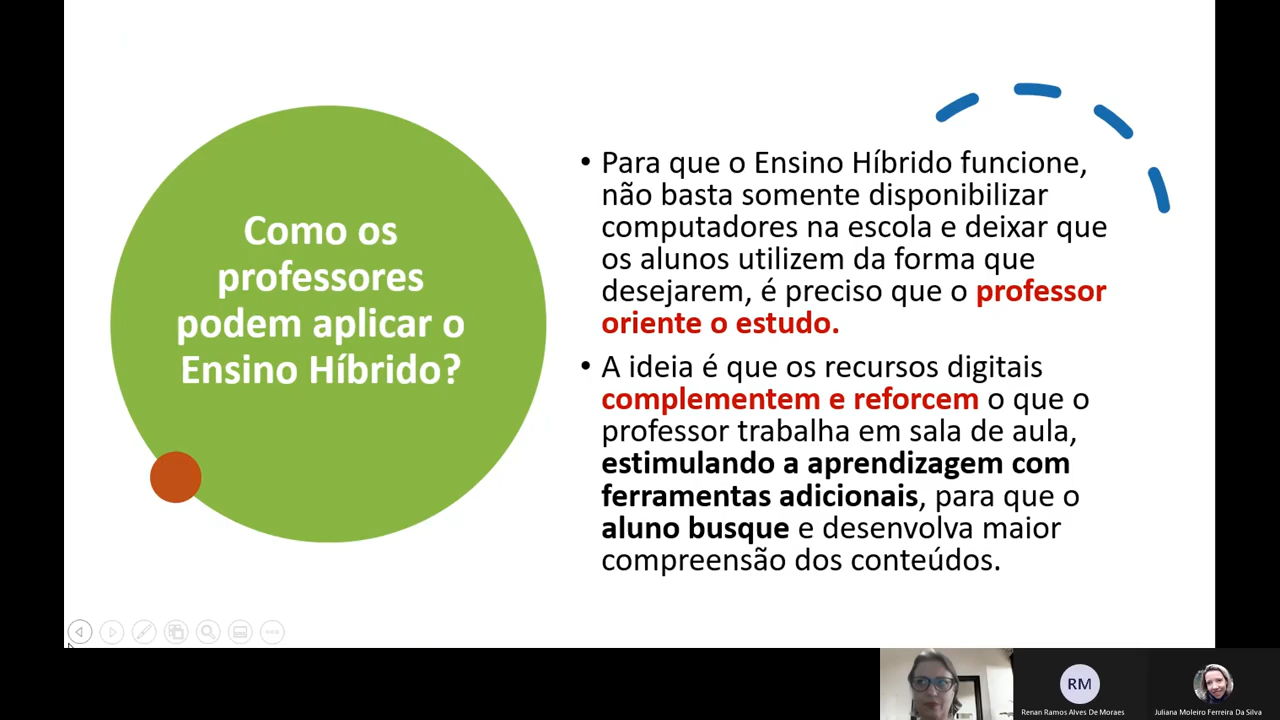 Como os
professores
podem aplicar o
Ensino Híbrido?
• Para que o Ensino Híbrido funcione,
não basta somente disponibilizar
computadores na escola e deixar que
os alunos utilizem da forma que
desejarem, é preciso que o professor
oriente o estudo.
• A ideia é que os recursos digitais
complementem e reforcem o que o
professor trabalha em sala de aula,
estimulando a aprendizagem com
ferramentas adicionais, para que o
aluno busque e desenvolva maior
compreensão dos conteúdos.
RM
Renan Ramos Alves De Moraes
Juliana Moleiro Ferreira Da Silva